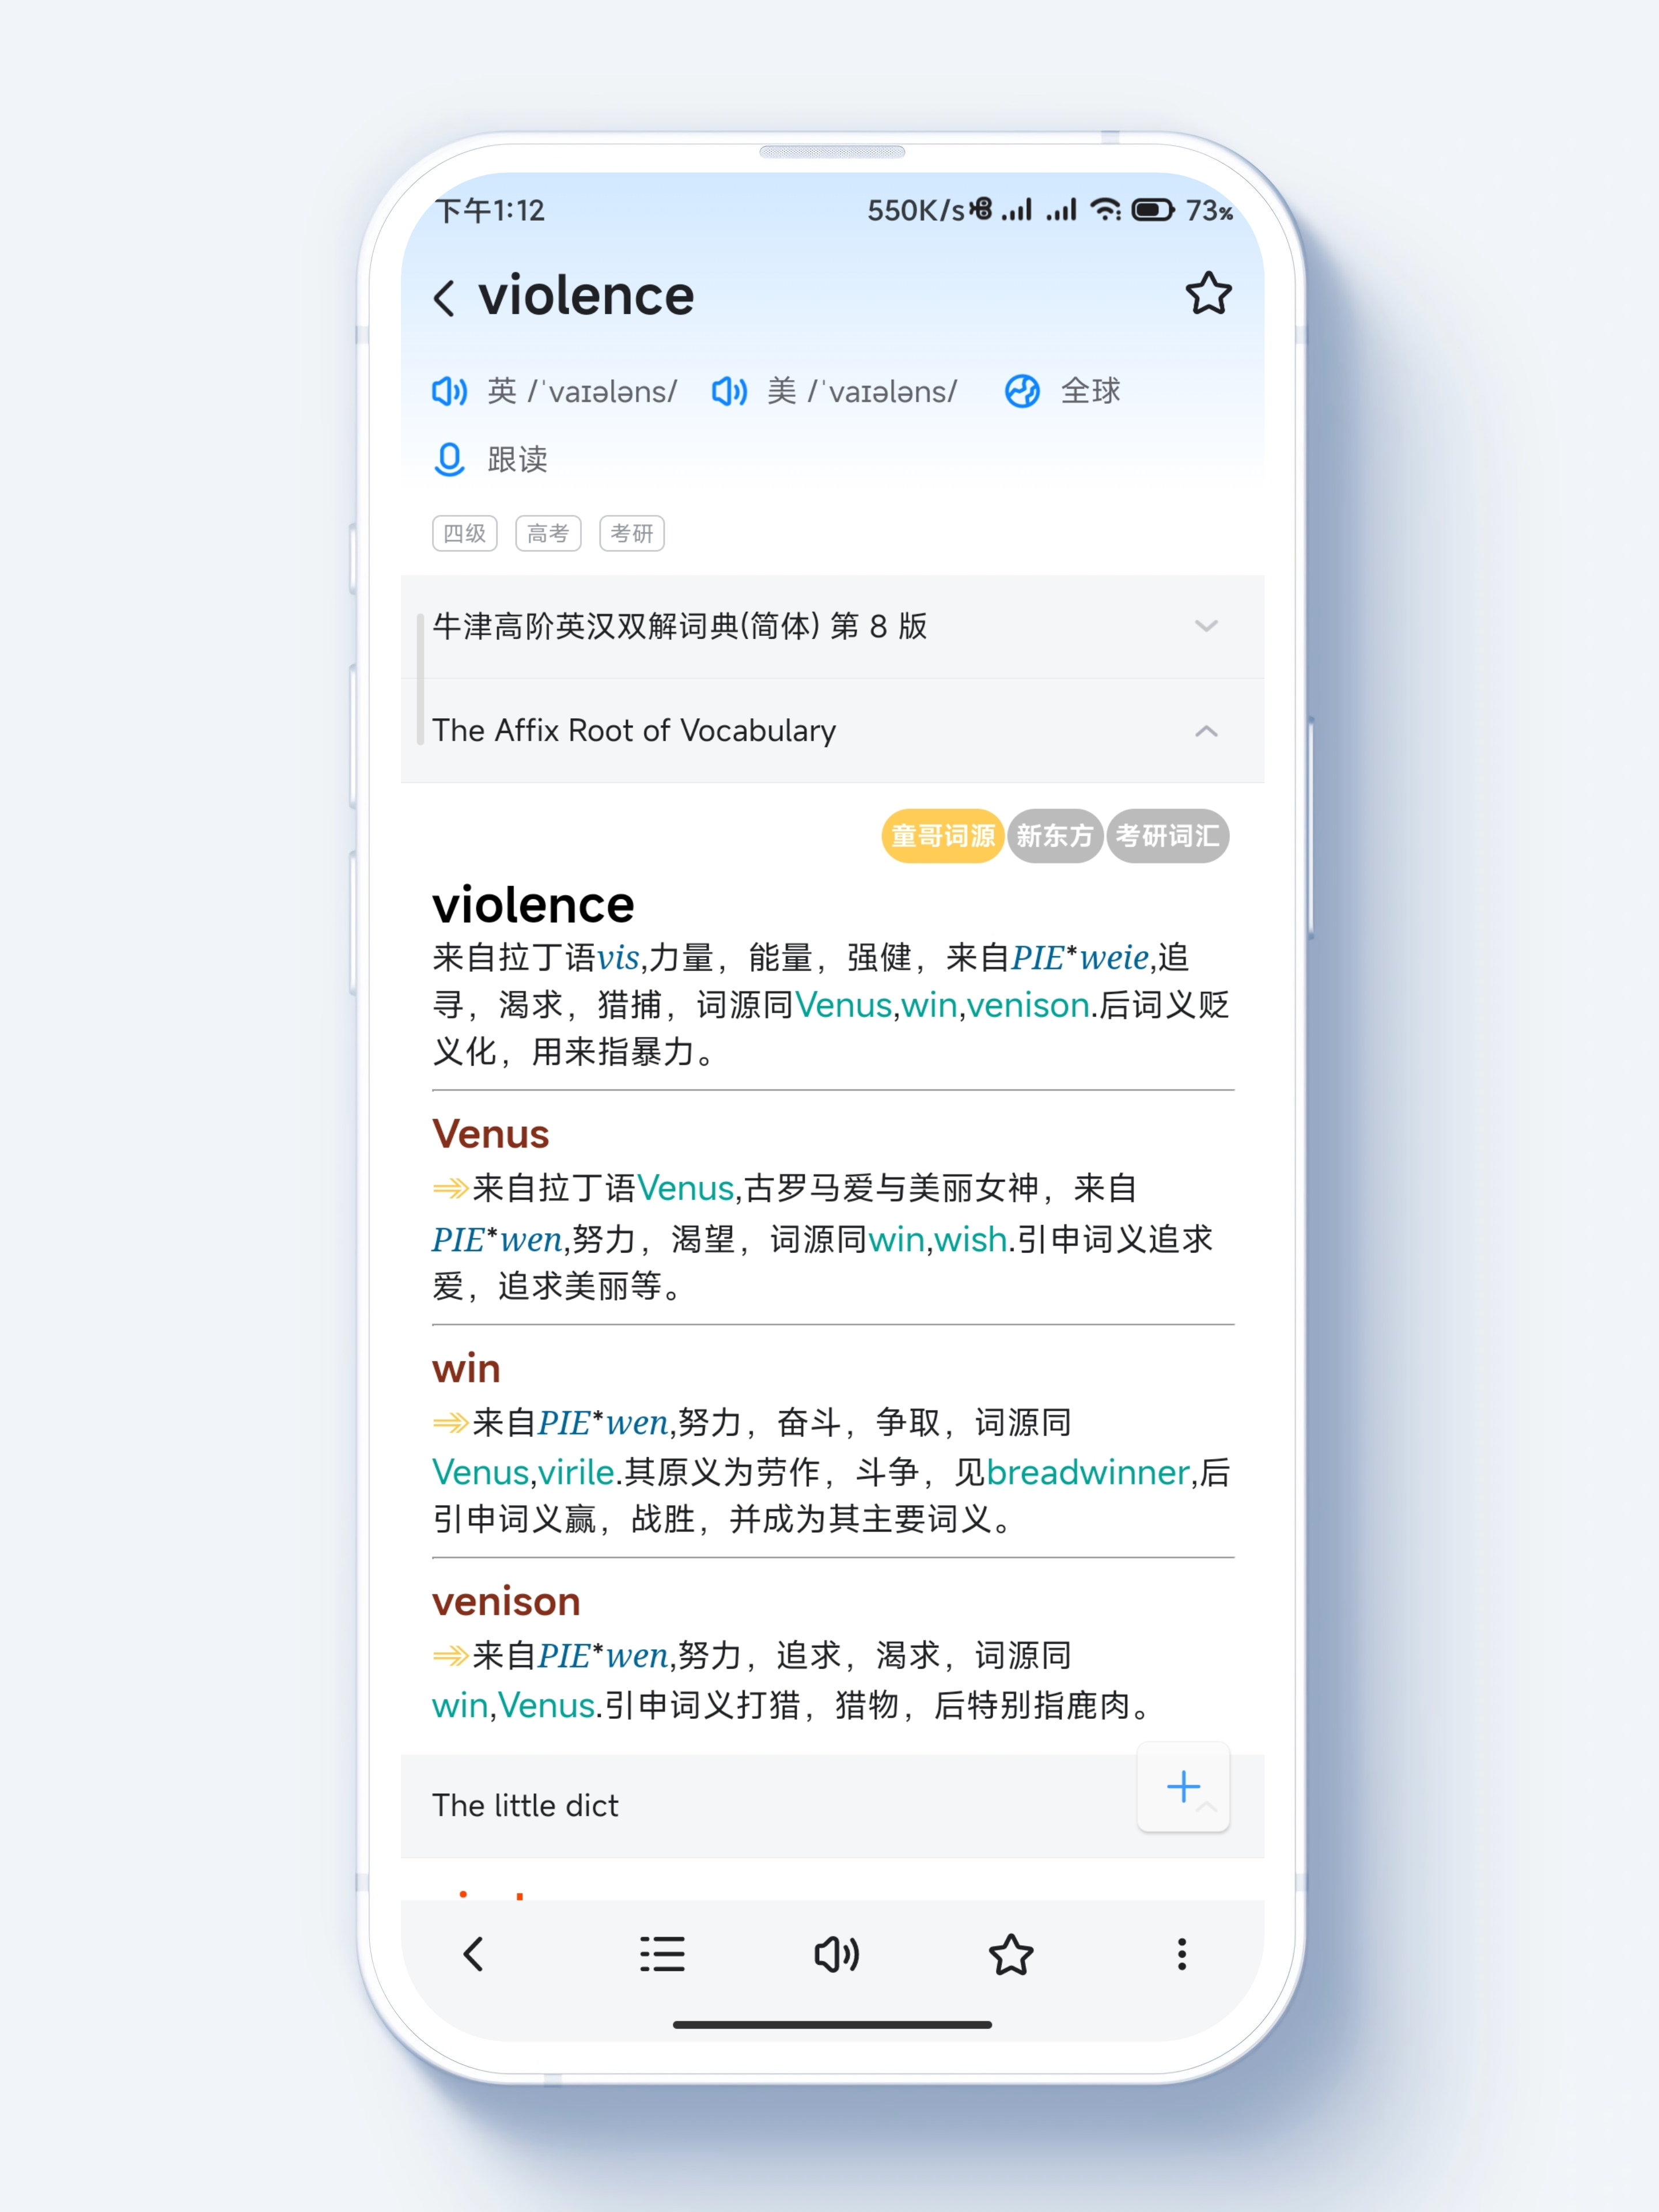 下午1:12 550K/s 73%
violence
英 /ˈvaɪələns/ 美 /ˈvaɪələns/ 全球
跟读
四级 高考 考研
牛津高阶英汉双解词典(简体) 第 8 版
The Affix Root of Vocabulary
童哥词源 新东方 考研词汇
violence
来自拉丁语vis,力量，能量，强健，来自PIE*weie,追
寻，渴求，猎捕，词源同Venus,win,venison.后词义贬
义化，用来指暴力。
Venus
⇒来自拉丁语Venus,古罗马爱与美丽女神，来自
PIE*wen,努力，渴望，词源同win,wish.引申词义追求
爱，追求美丽等。
win
⇒来自PIE*wen,努力，奋斗，争取，词源同
Venus,virile.其原义为劳作，斗争，见breadwinner,后
引申词义赢，战胜，并成为其主要词义。
venison
⇒来自PIE*wen,努力，追求，渴求，词源同
win,Venus.引申词义打猎，猎物，后特别指鹿肉。
The little dict